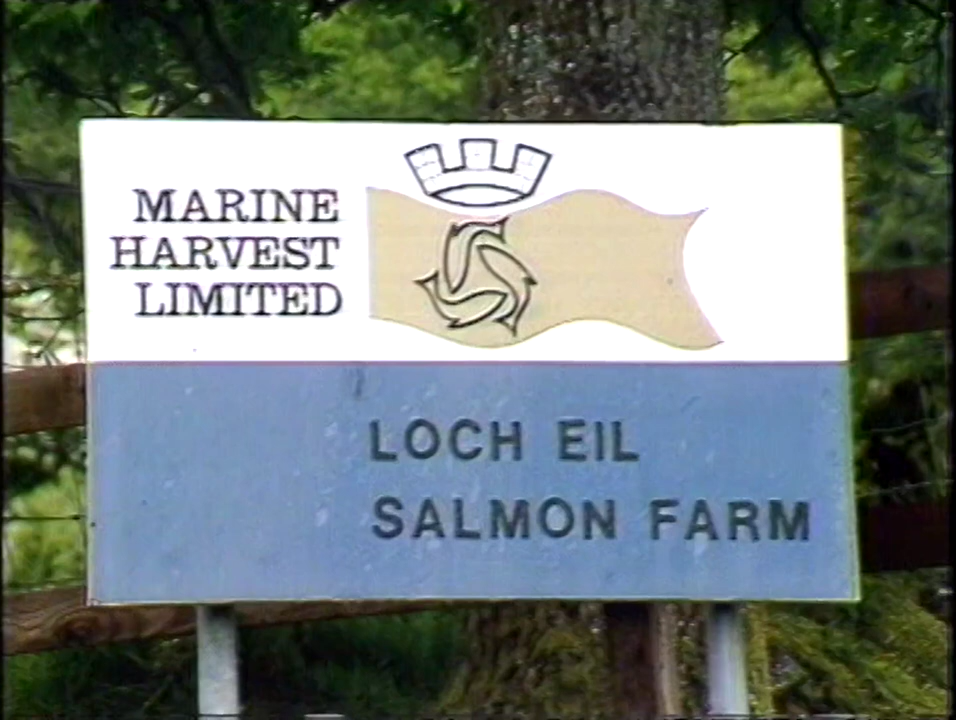 MARINE
HARVEST
LIMITED
LOCH EIL
SALMON FARM